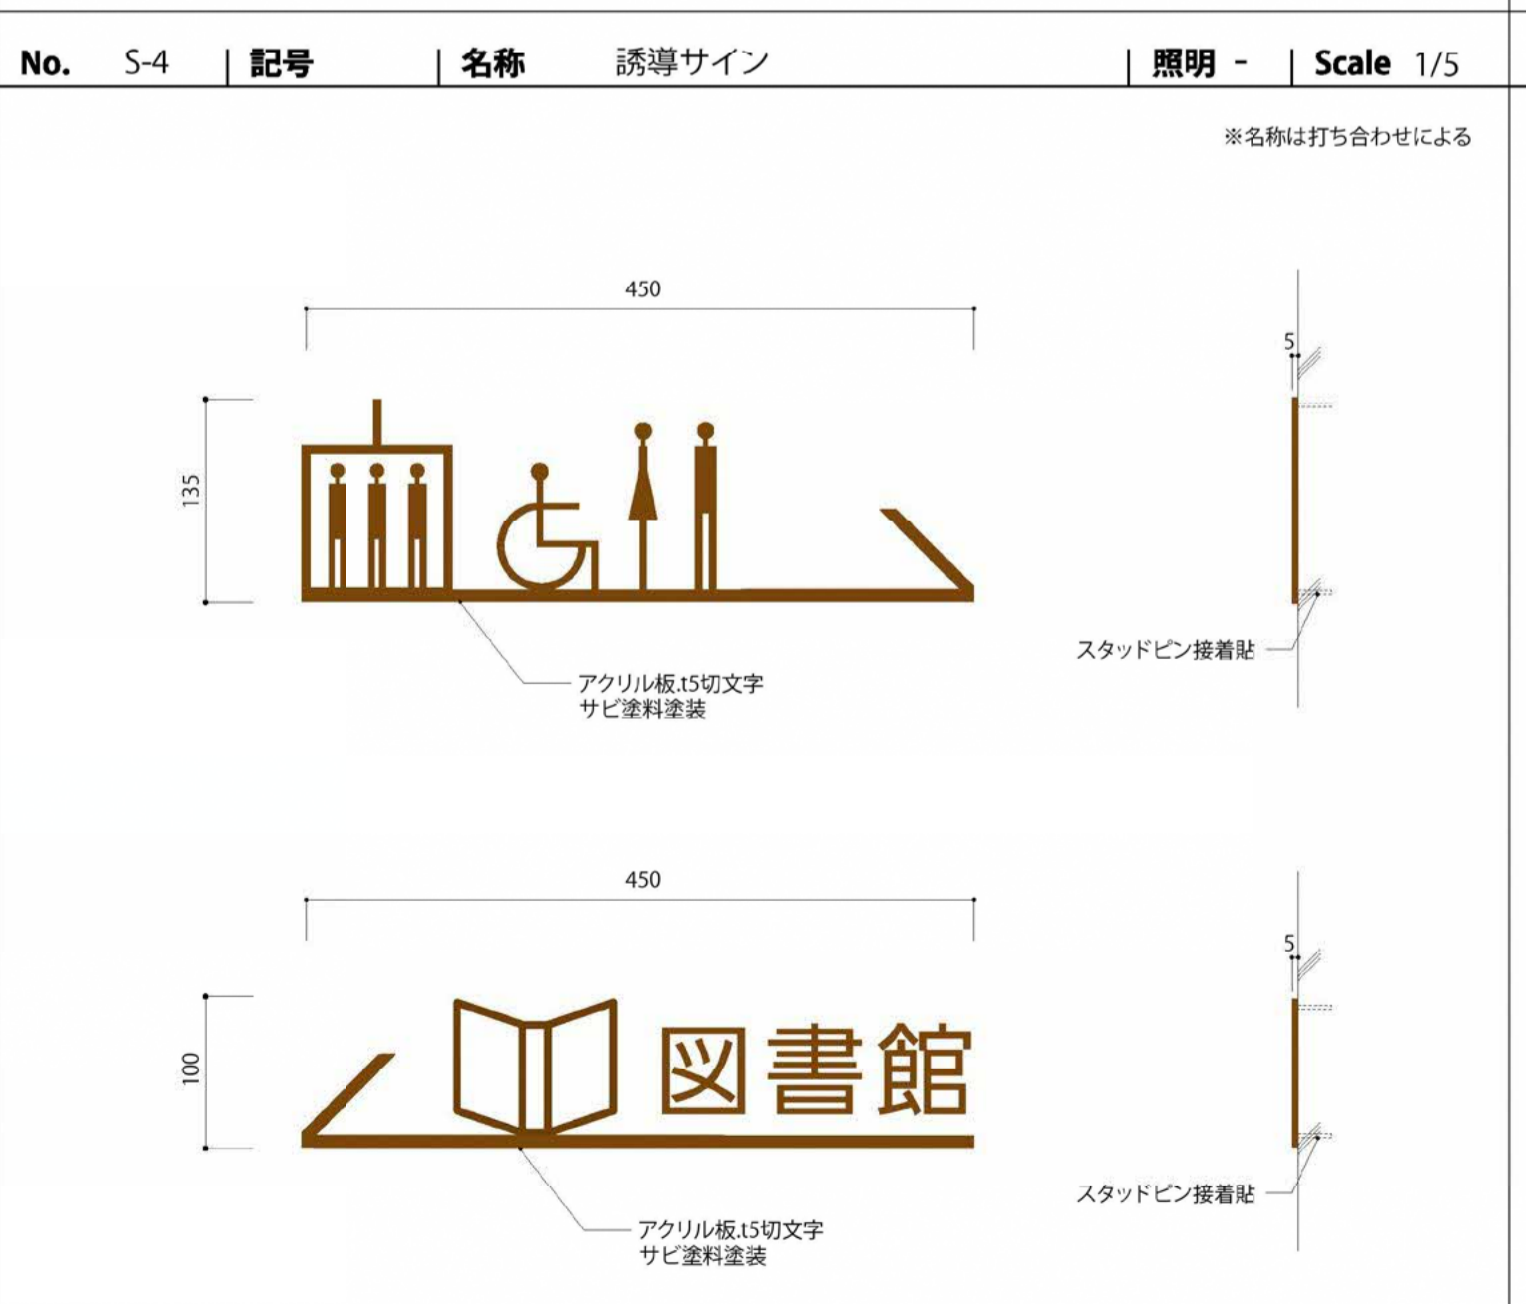 No. S-4 記号 名称 誘導サイン 照明 - Scale 1/5
※名称は打ち合わせによる
450
5
135
スタッドピン接着貼
アクリル板.t5切文字
サビ塗料塗装
450
5
100
図書館
スタッドピン接着貼
アクリル板.t5切文字
サビ塗料塗装